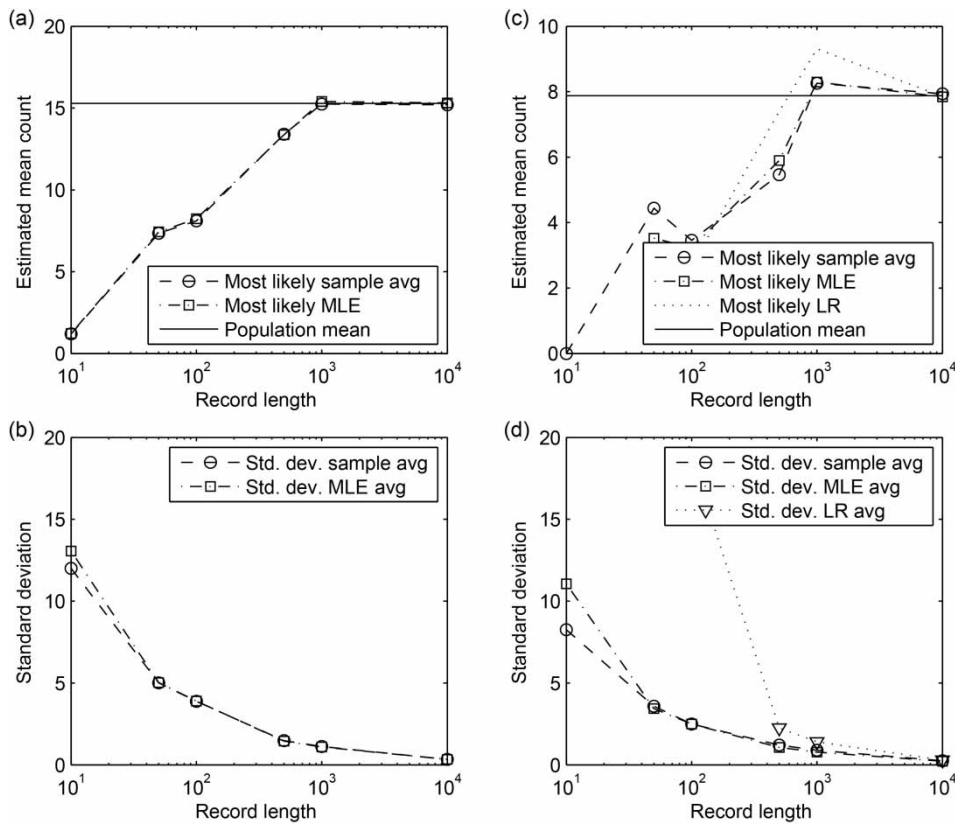 (a)
20
15
10
5
0
Estimated mean count
Most likely sample avg
Most likely MLE
Population mean
10^1
10^2
10^3
10^4
Record length
(c)
10
8
6
4
2
0
Estimated mean count
Most likely sample avg
Most likely MLE
Most likely LR
Population mean
10^1
10^2
10^3
10^4
Record length
(b)
20
15
10
5
0
Standard deviation
Std. dev. sample avg
Std. dev. MLE avg
10^1
10^2
10^3
10^4
Record length
(d)
20
15
10
5
0
Standard deviation
Std. dev. sample avg
Std. dev. MLE avg
Std. dev. LR avg
10^1
10^2
10^3
10^4
Record length